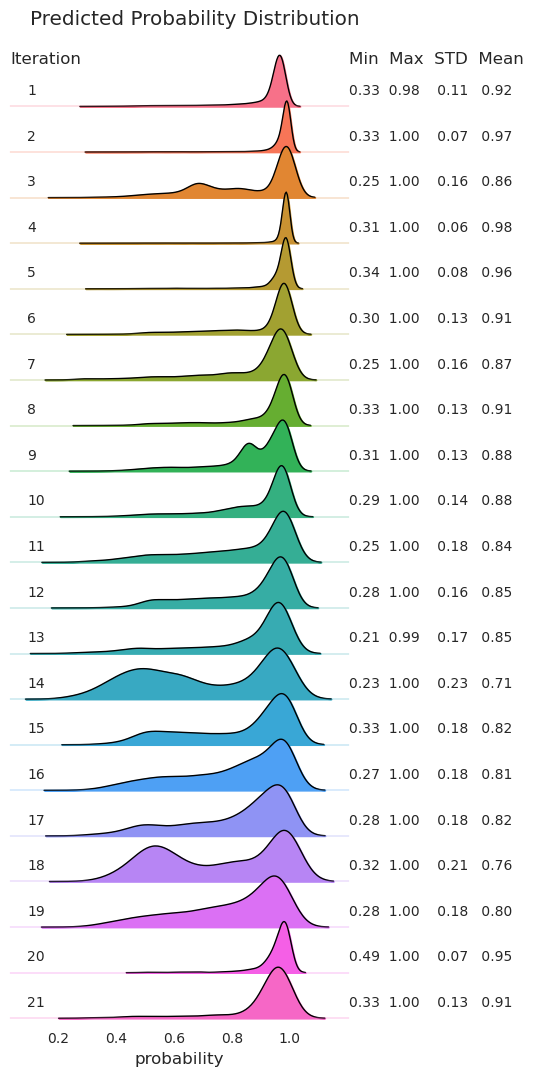 Predicted Probability Distribution
Iteration Min Max STD Mean
1 0.33 0.98 0.11 0.92
2 0.33 1.00 0.07 0.97
3 0.25 1.00 0.16 0.86
4 0.31 1.00 0.06 0.98
5 0.34 1.00 0.08 0.96
6 0.30 1.00 0.13 0.91
7 0.25 1.00 0.16 0.87
8 0.33 1.00 0.13 0.91
9 0.31 1.00 0.13 0.88
10 0.29 1.00 0.14 0.88
11 0.25 1.00 0.18 0.84
12 0.28 1.00 0.16 0.85
13 0.21 0.99 0.17 0.85
14 0.23 1.00 0.23 0.71
15 0.33 1.00 0.18 0.82
16 0.27 1.00 0.18 0.81
17 0.28 1.00 0.18 0.82
18 0.32 1.00 0.21 0.76
19 0.28 1.00 0.18 0.80
20 0.49 1.00 0.07 0.95
21 0.33 1.00 0.13 0.91
0.2 0.4 0.6 0.8 1.0
probability